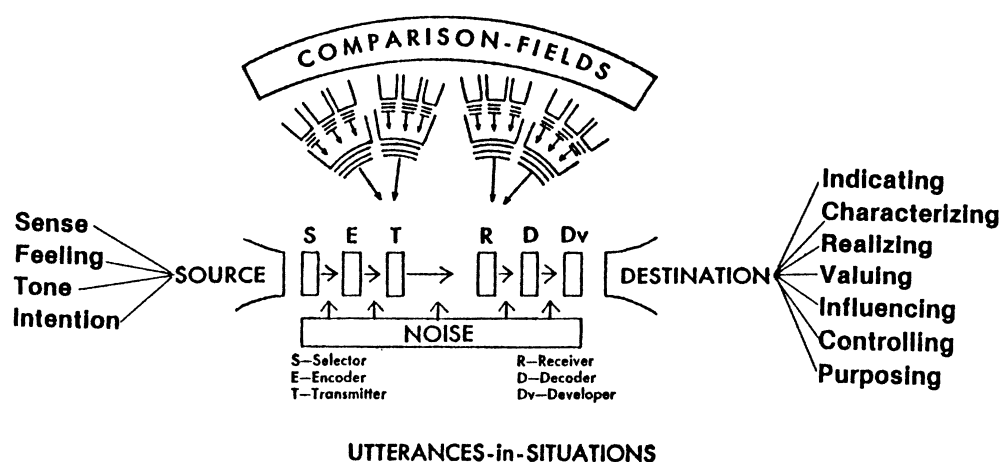 COMPARISON-FIELDS
Sense
Feeling
Tone
Intention
SOURCE
S E T R D Dv
DESTINATION
Indicating
Characterizing
Realizing
Valuing
Influencing
Controlling
Purposing
NOISE
S—Selector
E—Encoder
T—Transmitter
R—Receiver
D—Decoder
Dv—Developer
UTTERANCES-in-SITUATIONS